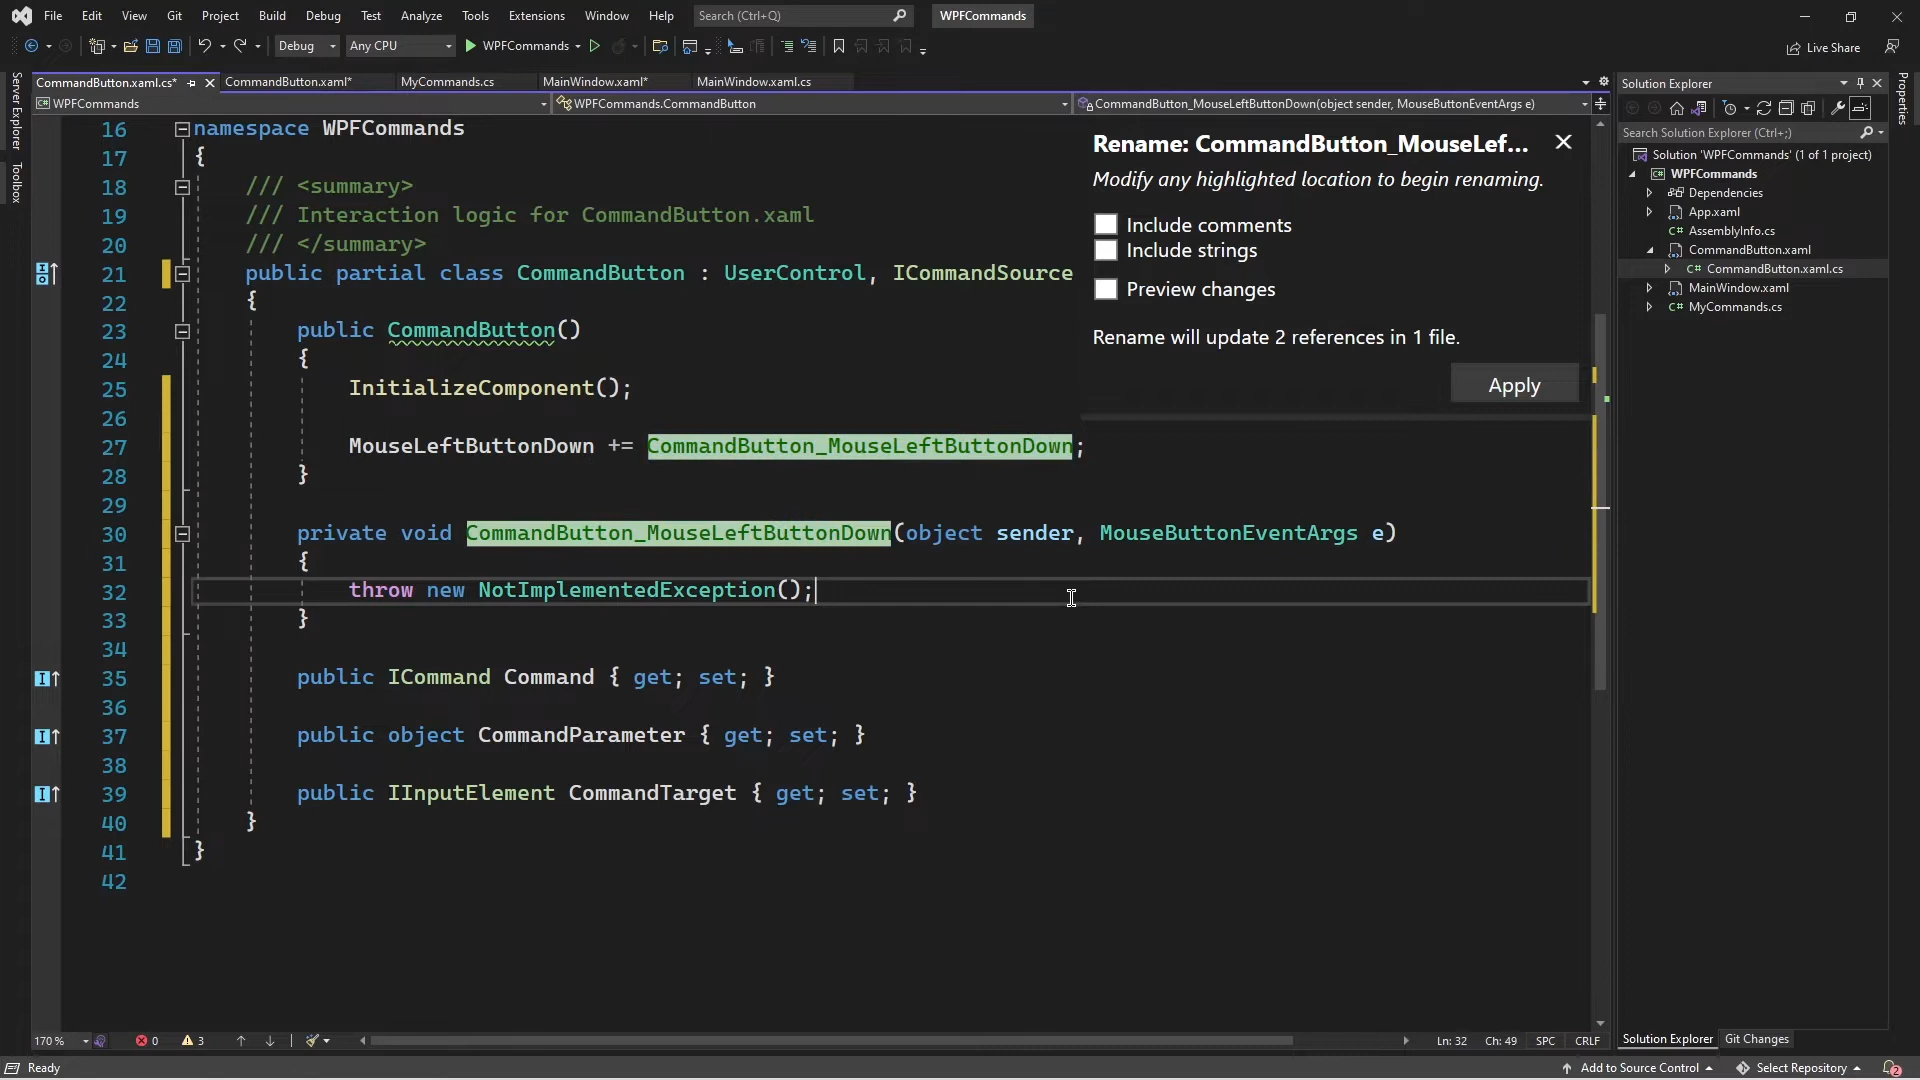 File Edit View Git Project Build Debug Test Analyze Tools Extensions Window Help Search (Ctrl+Q) WPFCommands
Debug Any CPU WPFCommands Live Share
Server Explorer
Toolbox
CommandButton.xaml.cs* CommandButton.xaml* MyCommands.cs MainWindow.xaml* MainWindow.xaml.cs
WPFCommands WPFCommands.CommandButton CommandButton_MouseLeftButtonDown(object sender, MouseButtonEventArgs e)
16 namespace WPFCommands
17 {
18 /// <summary>
19 /// Interaction logic for CommandButton.xaml
20 /// </summary>
21 public partial class CommandButton : UserControl, ICommandSource
22 {
23 public CommandButton()
24 {
25 InitializeComponent();
26
27 MouseLeftButtonDown += CommandButton_MouseLeftButtonDown;
28 }
29
30 private void CommandButton_MouseLeftButtonDown(object sender, MouseButtonEventArgs e)
31 {
32 throw new NotImplementedException();
33 }
34
35 public ICommand Command { get; set; }
36
37 public object CommandParameter { get; set; }
38
39 public IInputElement CommandTarget { get; set; }
40 }
41 }
42
Rename: CommandButton_MouseLef...
Modify any highlighted location to begin renaming.
Include comments
Include strings
Preview changes
Rename will update 2 references in 1 file.
Apply
Solution Explorer
Search Solution Explorer (Ctrl+;)
Solution 'WPFCommands' (1 of 1 project)
WPFCommands
Dependencies
App.xaml
AssemblyInfo.cs
CommandButton.xaml
CommandButton.xaml.cs
MainWindow.xaml
MyCommands.cs
Properties
170 % 0 3 Ln: 32 Ch: 49 SPC CRLF
Solution Explorer Git Changes
Ready Add to Source Control Select Repository 2